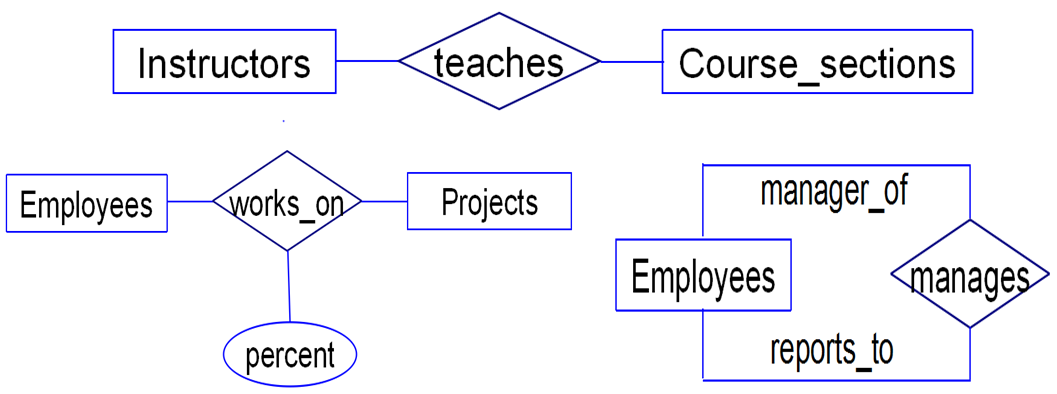 Instructors
teaches
Course_sections
Employees
works_on
Projects
percent
manager_of
Employees
manages
reports_to